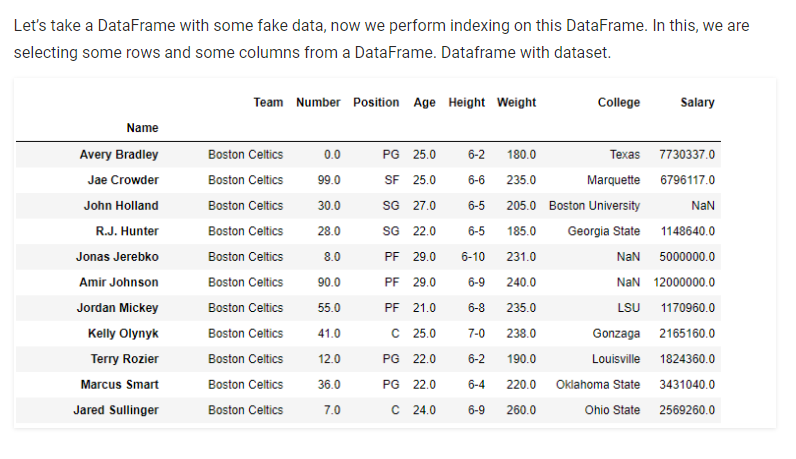 Let's take a DataFrame with some fake data, now we perform indexing on this DataFrame. In this, we are
selecting some rows and some columns from a DataFrame. Dataframe with dataset.
Team Number Position Age Height Weight College Salary
Name
Avery Bradley Boston Celtics 0.0 PG 25.0 6-2 180.0 Texas 7730337.0
Jae Crowder Boston Celtics 99.0 SF 25.0 6-6 235.0 Marquette 6796117.0
John Holland Boston Celtics 30.0 SG 27.0 6-5 205.0 Boston University NaN
R.J. Hunter Boston Celtics 28.0 SG 22.0 6-5 185.0 Georgia State 1148640.0
Jonas Jerebko Boston Celtics 8.0 PF 29.0 6-10 231.0 NaN 5000000.0
Amir Johnson Boston Celtics 90.0 PF 29.0 6-9 240.0 NaN 12000000.0
Jordan Mickey Boston Celtics 55.0 PF 21.0 6-8 235.0 LSU 1170960.0
Kelly Olynyk Boston Celtics 41.0 C 25.0 7-0 238.0 Gonzaga 2165160.0
Terry Rozier Boston Celtics 12.0 PG 22.0 6-2 190.0 Louisville 1824360.0
Marcus Smart Boston Celtics 36.0 PG 22.0 6-4 220.0 Oklahoma State 3431040.0
Jared Sullinger Boston Celtics 7.0 C 24.0 6-9 260.0 Ohio State 2569260.0